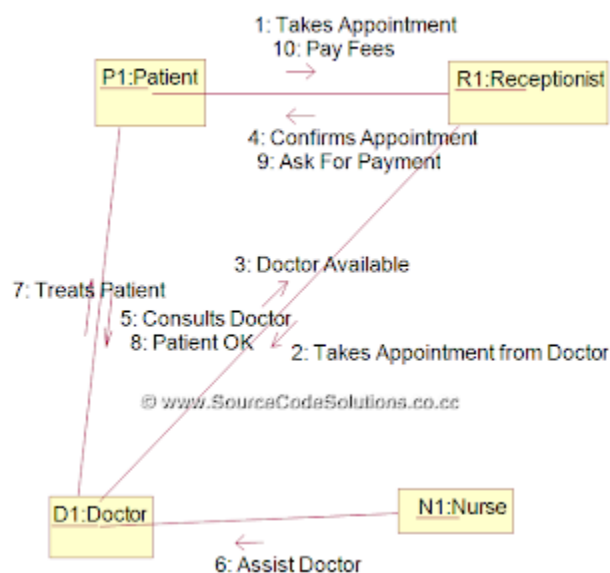 1: Takes Appointment
10: Pay Fees
P1:Patient
R1:Receptionist
4: Confirms Appointment
9: Ask For Payment
3: Doctor Available
7: Treats Patient
5: Consults Doctor
8: Patient OK
2: Takes Appointment from Doctor
© www.SourceCodeSolutions.co.cc
D1:Doctor
N1:Nurse
6: Assist Doctor